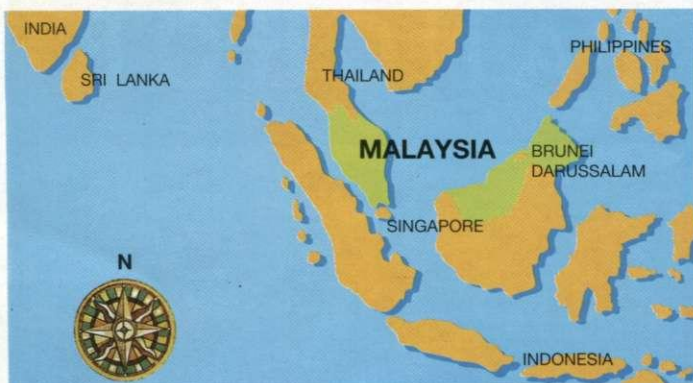 INDIA
SRI LANKA
THAILAND
PHILIPPINES
MALAYSIA
BRUNEI
DARUSSALAM
SINGAPORE
N
INDONESIA